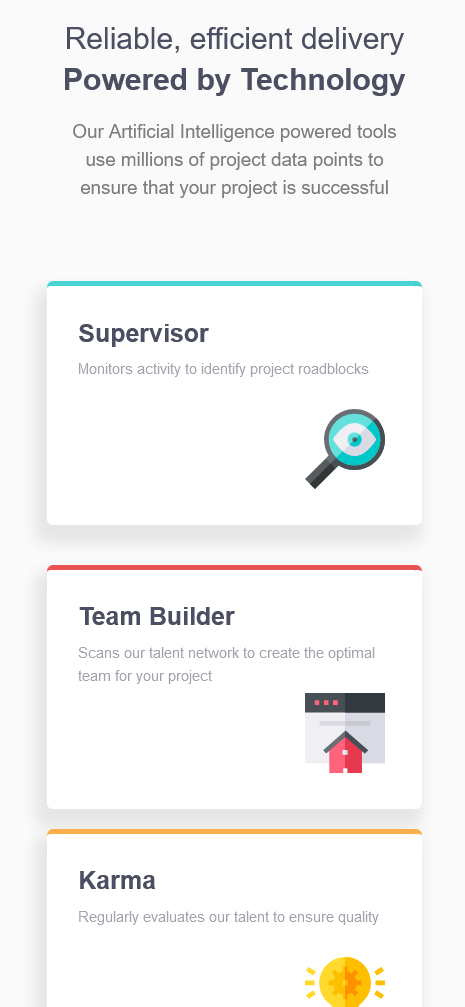 Reliable, efficient delivery
Powered by Technology
Our Artificial Intelligence powered tools
use millions of project data points to
ensure that your project is successful
Supervisor
Monitors activity to identify project roadblocks
Team Builder
Scans our talent network to create the optimal
team for your project
Karma
Regularly evaluates our talent to ensure quality